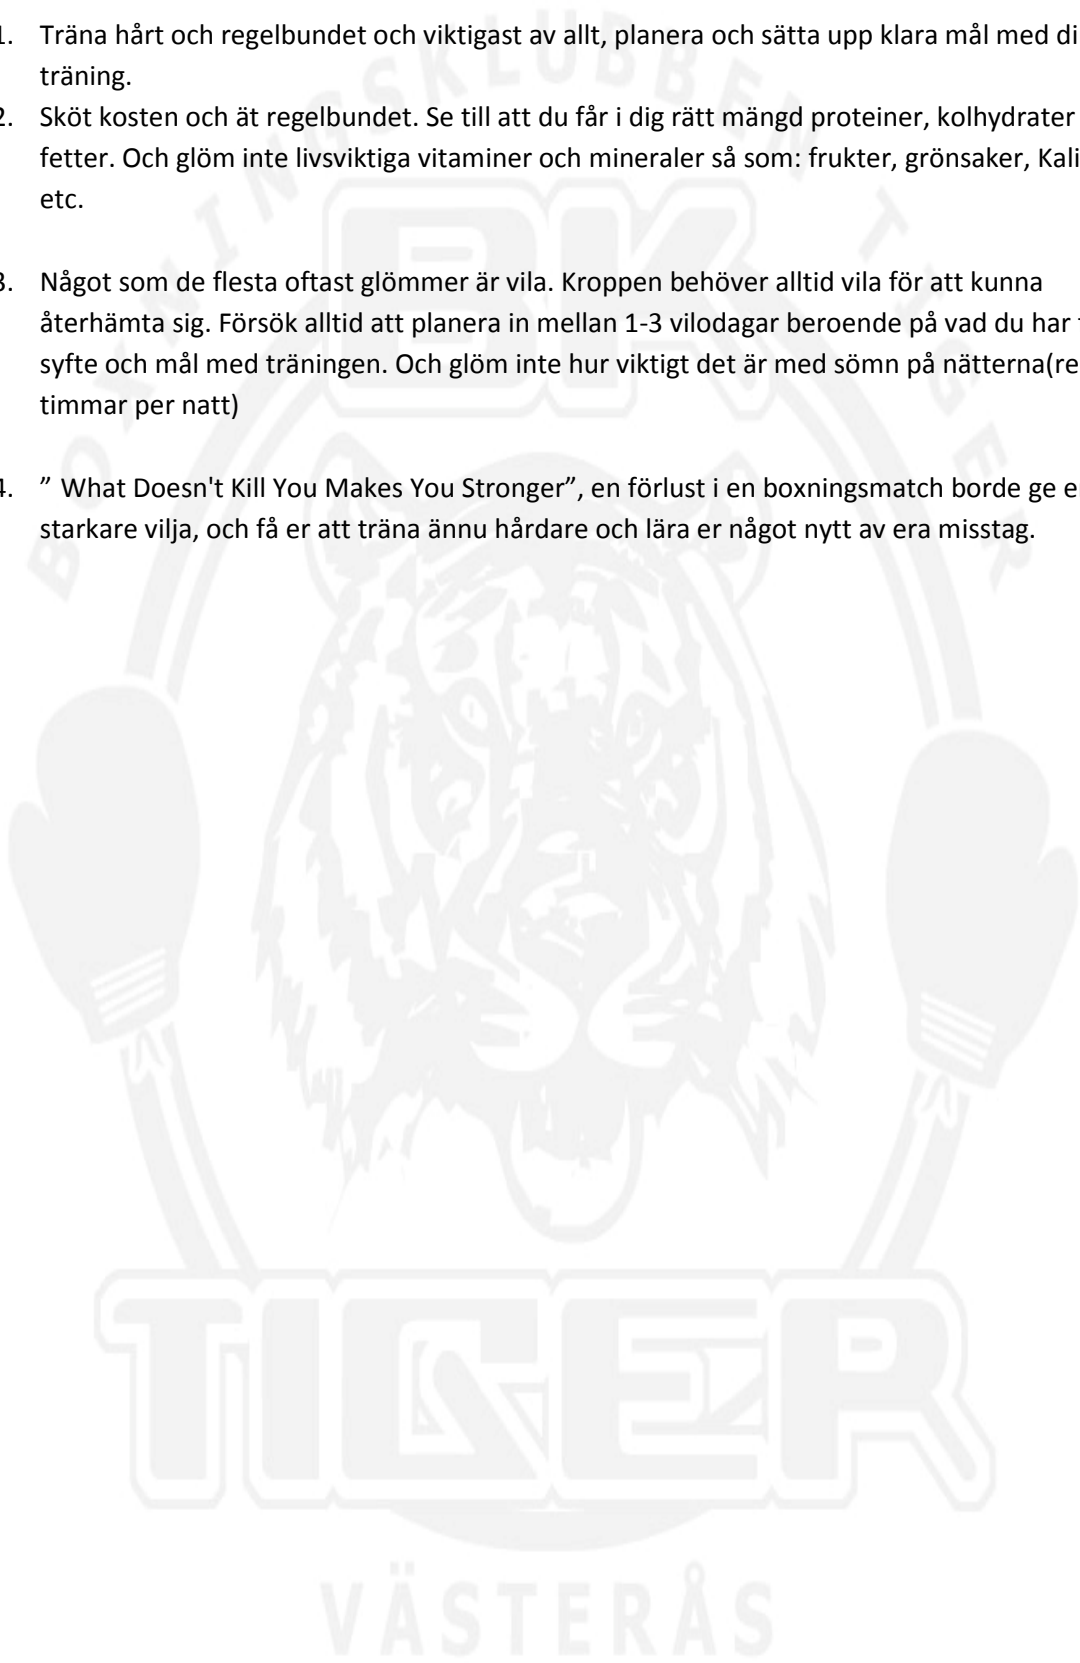 1. Träna hårt och regelbundet och viktigast av allt, planera och sätta upp klara mål med di
träning.
2. Sköt kosten och ät regelbundet. Se till att du får i dig rätt mängd proteiner, kolhydrater
fetter. Och glöm inte livsviktiga vitaminer och mineraler så som: frukter, grönsaker, Kali
etc.
3. Något som de flesta oftast glömmer är vila. Kroppen behöver alltid vila för att kunna
återhämta sig. Försök alltid att planera in mellan 1-3 vilodagar beroende på vad du har
syfte och mål med träningen. Och glöm inte hur viktigt det är med sömn på nätterna(re
timmar per natt)
4. ” What Doesn't Kill You Makes You Stronger”, en förlust i en boxningsmatch borde ge e
starkare vilja, och få er att träna ännu hårdare och lära er något nytt av era misstag.
BOXNINGSKLUBBEN TIGER
BK
TIGER
VÄSTERÅS